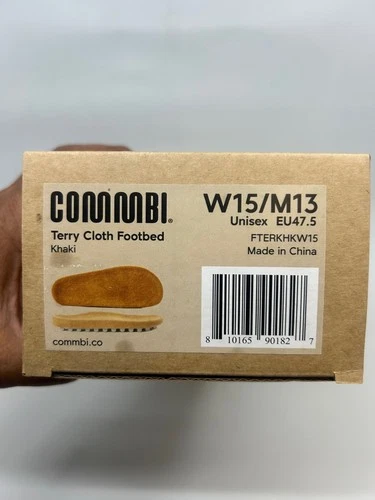 COMMBI®
Terry Cloth Footbed
Khaki
commbi.co
W15/M13
Unisex EU47.5
FTERKHKW15
Made in China
8 10165 90182 7